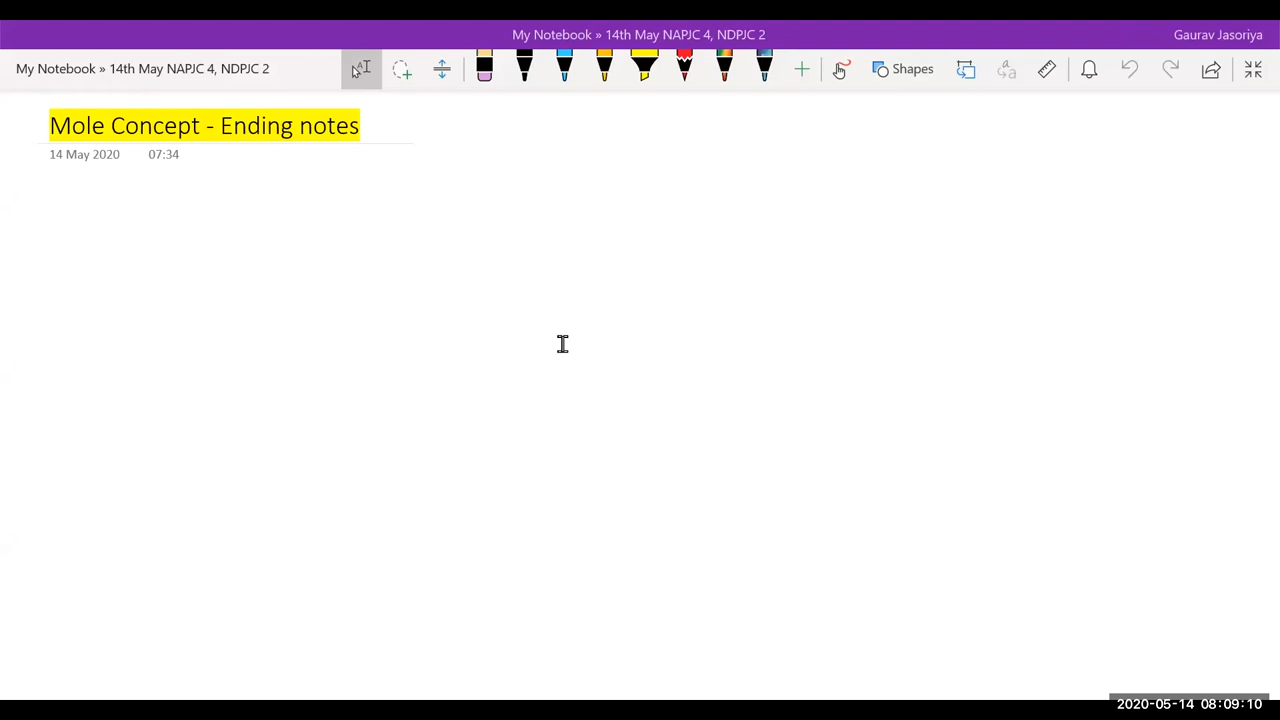 My Notebook » 14th May NAPJC 4, NDPJC 2
Gaurav Jasoriya
My Notebook » 14th May NAPJC 4, NDPJC 2
Shapes
Mole Concept - Ending notes
14 May 2020 07:34
2020-05-14 08:09:10